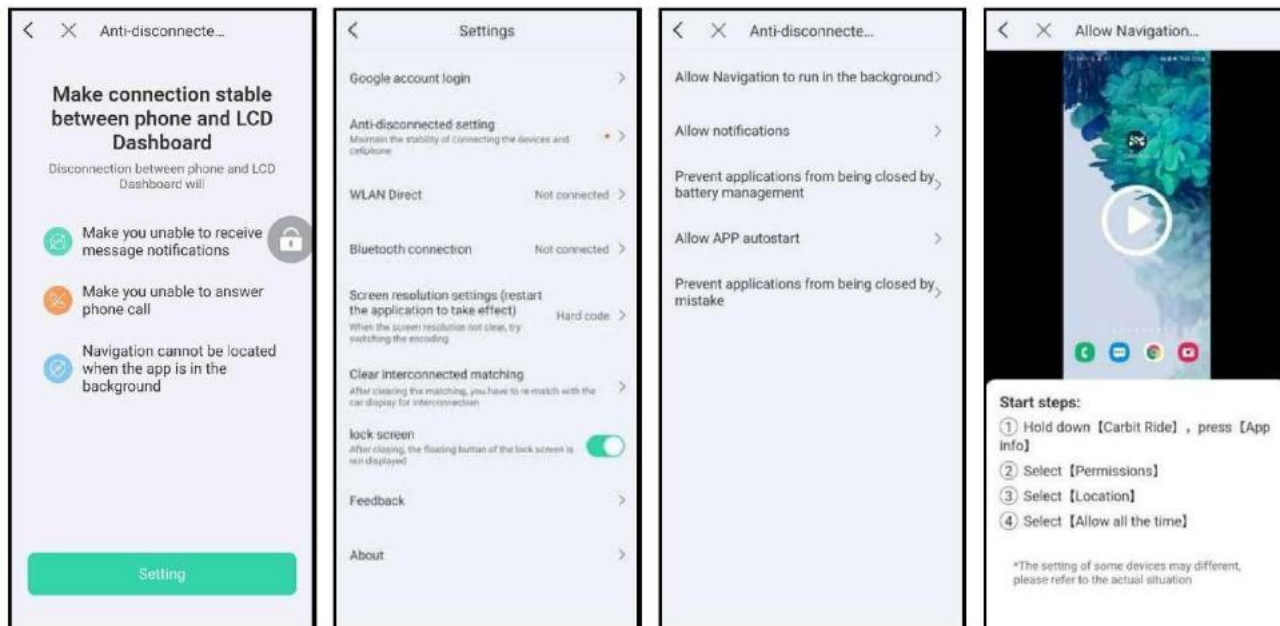 Anti-disconnecte...
Make connection stable
between phone and LCD
Dashboard
Disconnection between phone and LCD
Dashboard will
Make you unable to receive
message notifications
Make you unable to answer
phone call
Navigation cannot be located
when the app is in the
background
Setting
Settings
Google account login
Anti-disconnected setting
Maintain the stability of connecting the devices and
cellphone
WLAN Direct
Not connected
Bluetooth connection
Not connected
Screen resolution settings (restart
the application to take effect)
Hard code
When the screen resolution not clear, try
switching the encoding
Clear interconnected matching
After clearing the matching, you have to re-match with the
car display for interconnection
lock screen
After closing, the floating button of the lock screen is
not displayed
Feedback
About
Anti-disconnecte...
Allow Navigation to run in the background
Allow notifications
Prevent applications from being closed by
battery management
Allow APP autostart
Prevent applications from being closed by
mistake
Allow Navigation...
Start steps:
① Hold down【Carbit Ride】, press【App
info】
② Select【Permissions】
③ Select【Location】
④ Select【Allow all the time】
*The setting of some devices may different,
please refer to the actual situation